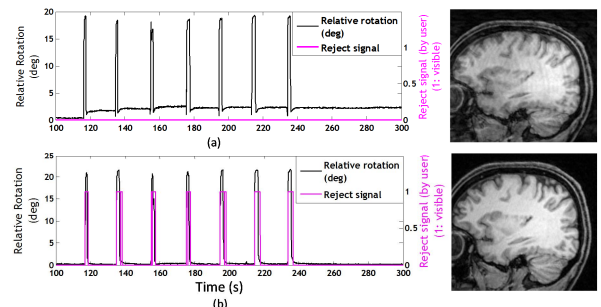 Relative Rotation
(deg)
20
15
10
5
0
Relative rotation
(deg)
Reject signal
1
0.5
0
Reject signal (by user)
(1: visible)
100 120 140 160 180 200 220 240 260 280 300
(a)
Relative Rotation
(deg)
20
15
10
5
0
Relative rotation
(deg)
Reject signal
1
0.5
0
Reject signal (by user)
(1: visible)
100 120 140 160 180 200 220 240 260 280 300
Time (s)
(b)